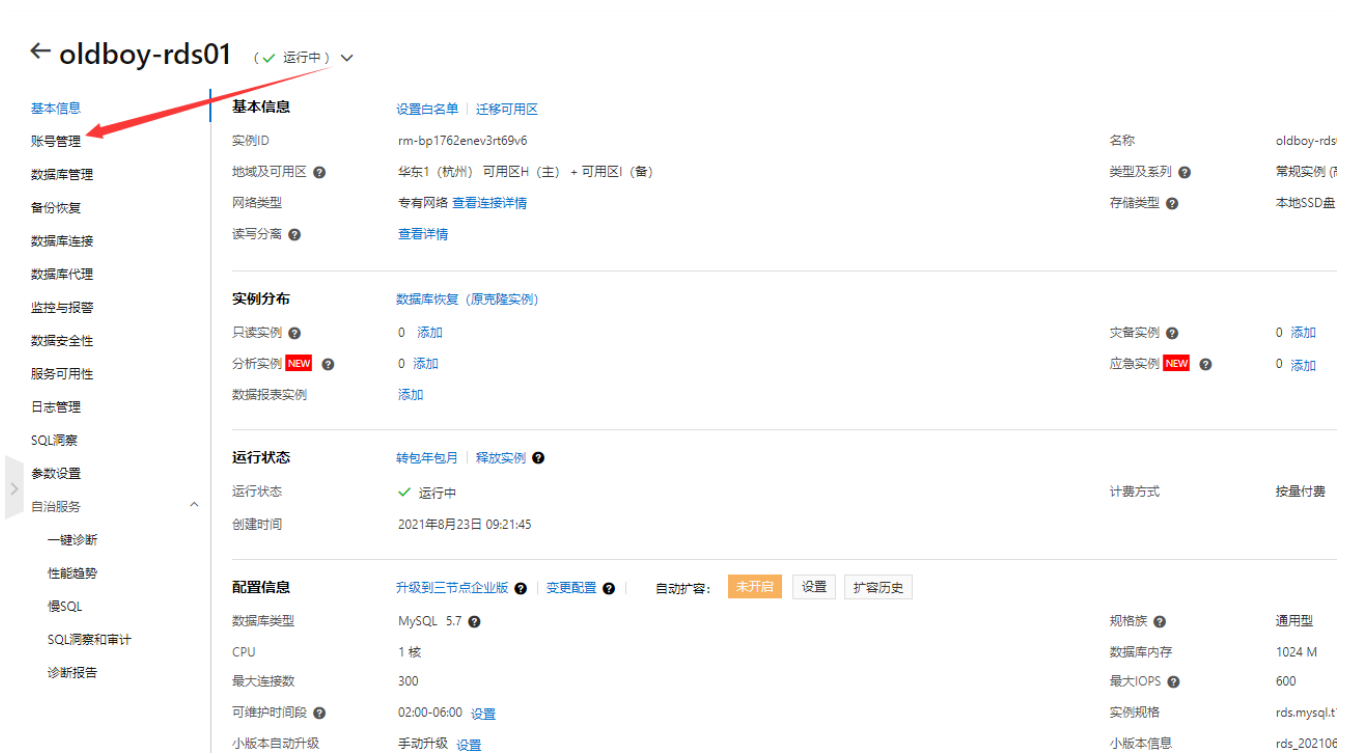 ← oldboy-rds01 ( ✓ 运行中 )
基本信息
账号管理
数据库管理
备份恢复
数据库连接
数据库代理
监控与报警
数据安全性
服务可用性
日志管理
SQL洞察
参数设置
自治服务
一键诊断
性能趋势
慢SQL
SQL洞察和审计
诊断报告
基本信息 设置白名单 | 迁移可用区
实例ID rm-bp1762enev3rt69v6 名称 oldboy-rds
地域及可用区 ? 华东1(杭州) 可用区H(主) + 可用区I(备) 类型及系列 ? 常规实例
网络类型 专有网络 查看连接详情 存储类型 ? 本地SSD盘
读写分离 ? 查看详情
实例分布 数据库恢复(原克隆实例)
只读实例 ? 0 添加 灾备实例 ? 0 添加
分析实例 NEW ? 0 添加 应急实例 NEW ? 0 添加
数据报表实例 添加
运行状态 转包年包月 | 释放实例 ?
运行状态 ✓ 运行中 计费方式 按量付费
创建时间 2021年8月23日 09:21:45
配置信息 升级到三节点企业版 ? | 变更配置 ? | 自动扩容: 未开启 设置 扩容历史
数据库类型 MySQL 5.7 ? 规格族 ? 通用型
CPU 1 核 数据库内存 1024 M
最大连接数 300 最大IOPS ? 600
可维护时间段 ? 02:00-06:00 设置 实例规格 rds.mysql.t
小版本自动升级 手动升级 设置 小版本信息 rds_202106